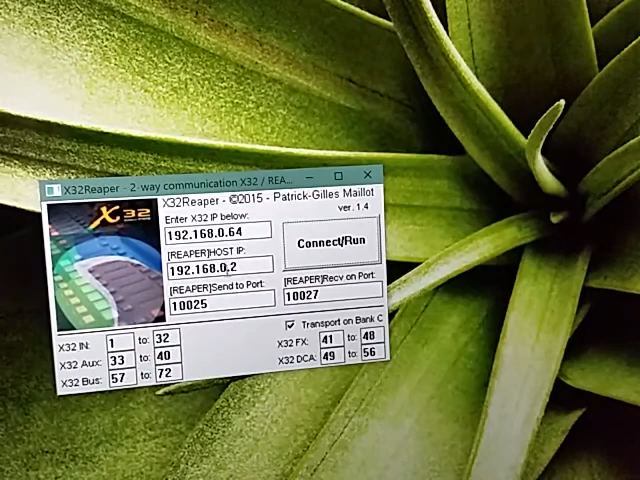 X32Reaper - 2-way communication X32 / REA...
X32Reaper - ©2015 - Patrick-Gilles Maillot
ver. 1.4
X 32
Enter X32 IP below:
192.168.0.64
Connect/Run
[REAPER]HOST IP:
192.168.0.2
[REAPER]Send to Port:
[REAPER]Recv on Port:
10025
10027
Transport on Bank C
X32 IN: 1 to: 32
X32 FX: 41 to: 48
X32 Aux: 33 to: 40
X32 DCA: 49 to: 56
X32 Bus: 57 to: 72